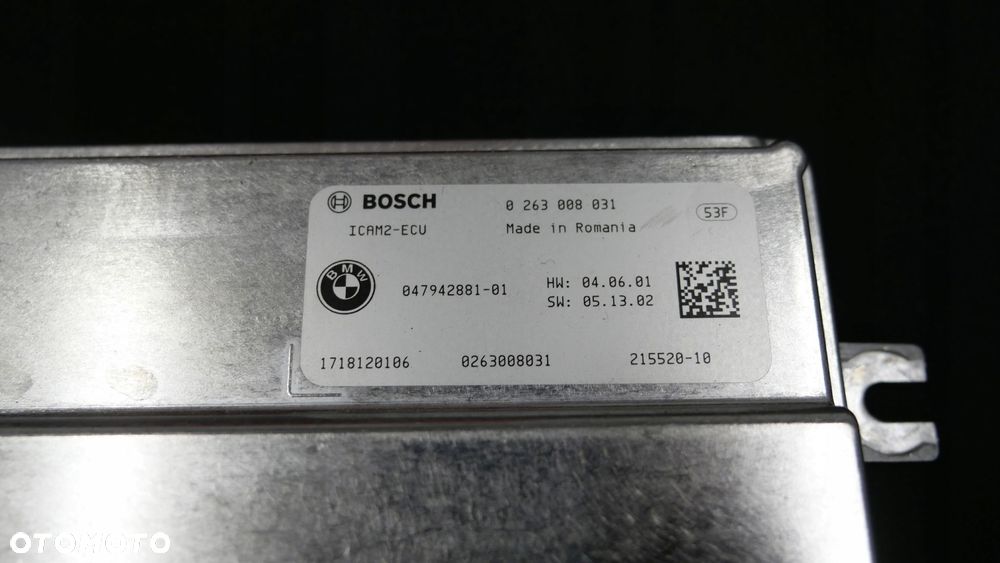 BOSCH 0 263 008 031 53F
ICAM2-ECU Made in Romania
BMW 047942881-01 HW: 04.06.01
SW: 05.13.02
1718120106 0263008031 215520-10
OTOMOTO